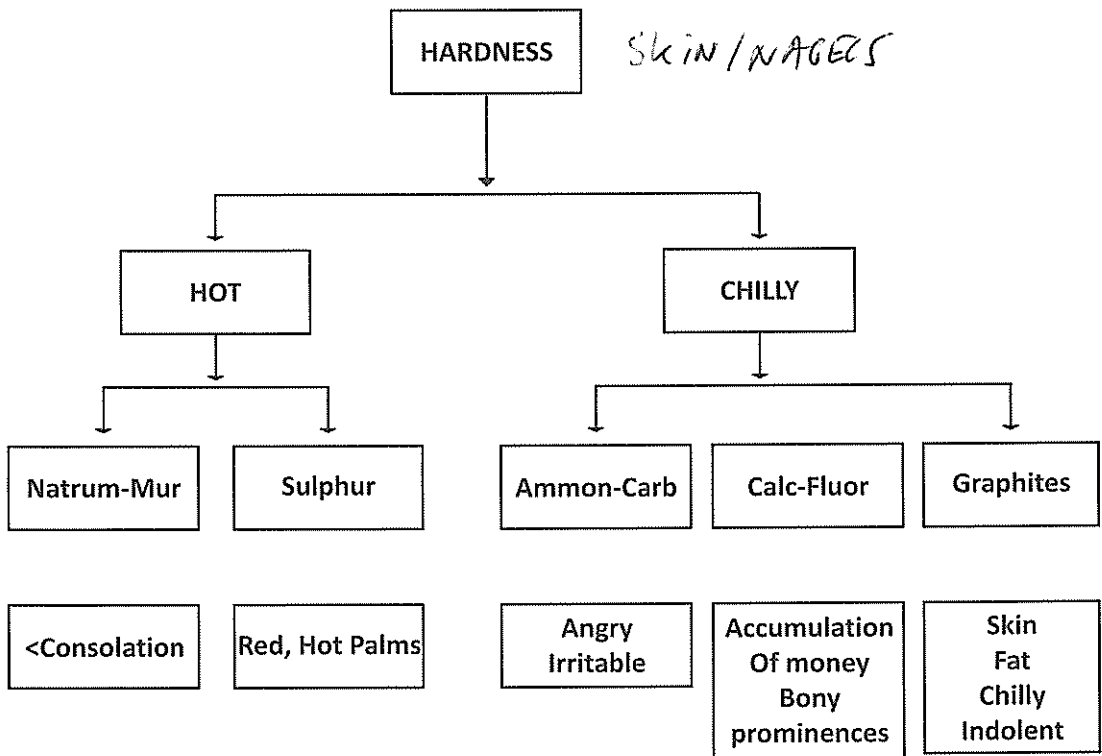 HARDNESS
SKIN/NAGELS
HOT
CHILLY
Natrum-Mur
Sulphur
Ammon-Carb
Calc-Fluor
Graphites
<Consolation
Red, Hot Palms
Angry
Irritable
Accumulation
Of money
Bony
prominences
Skin
Fat
Chilly
Indolent